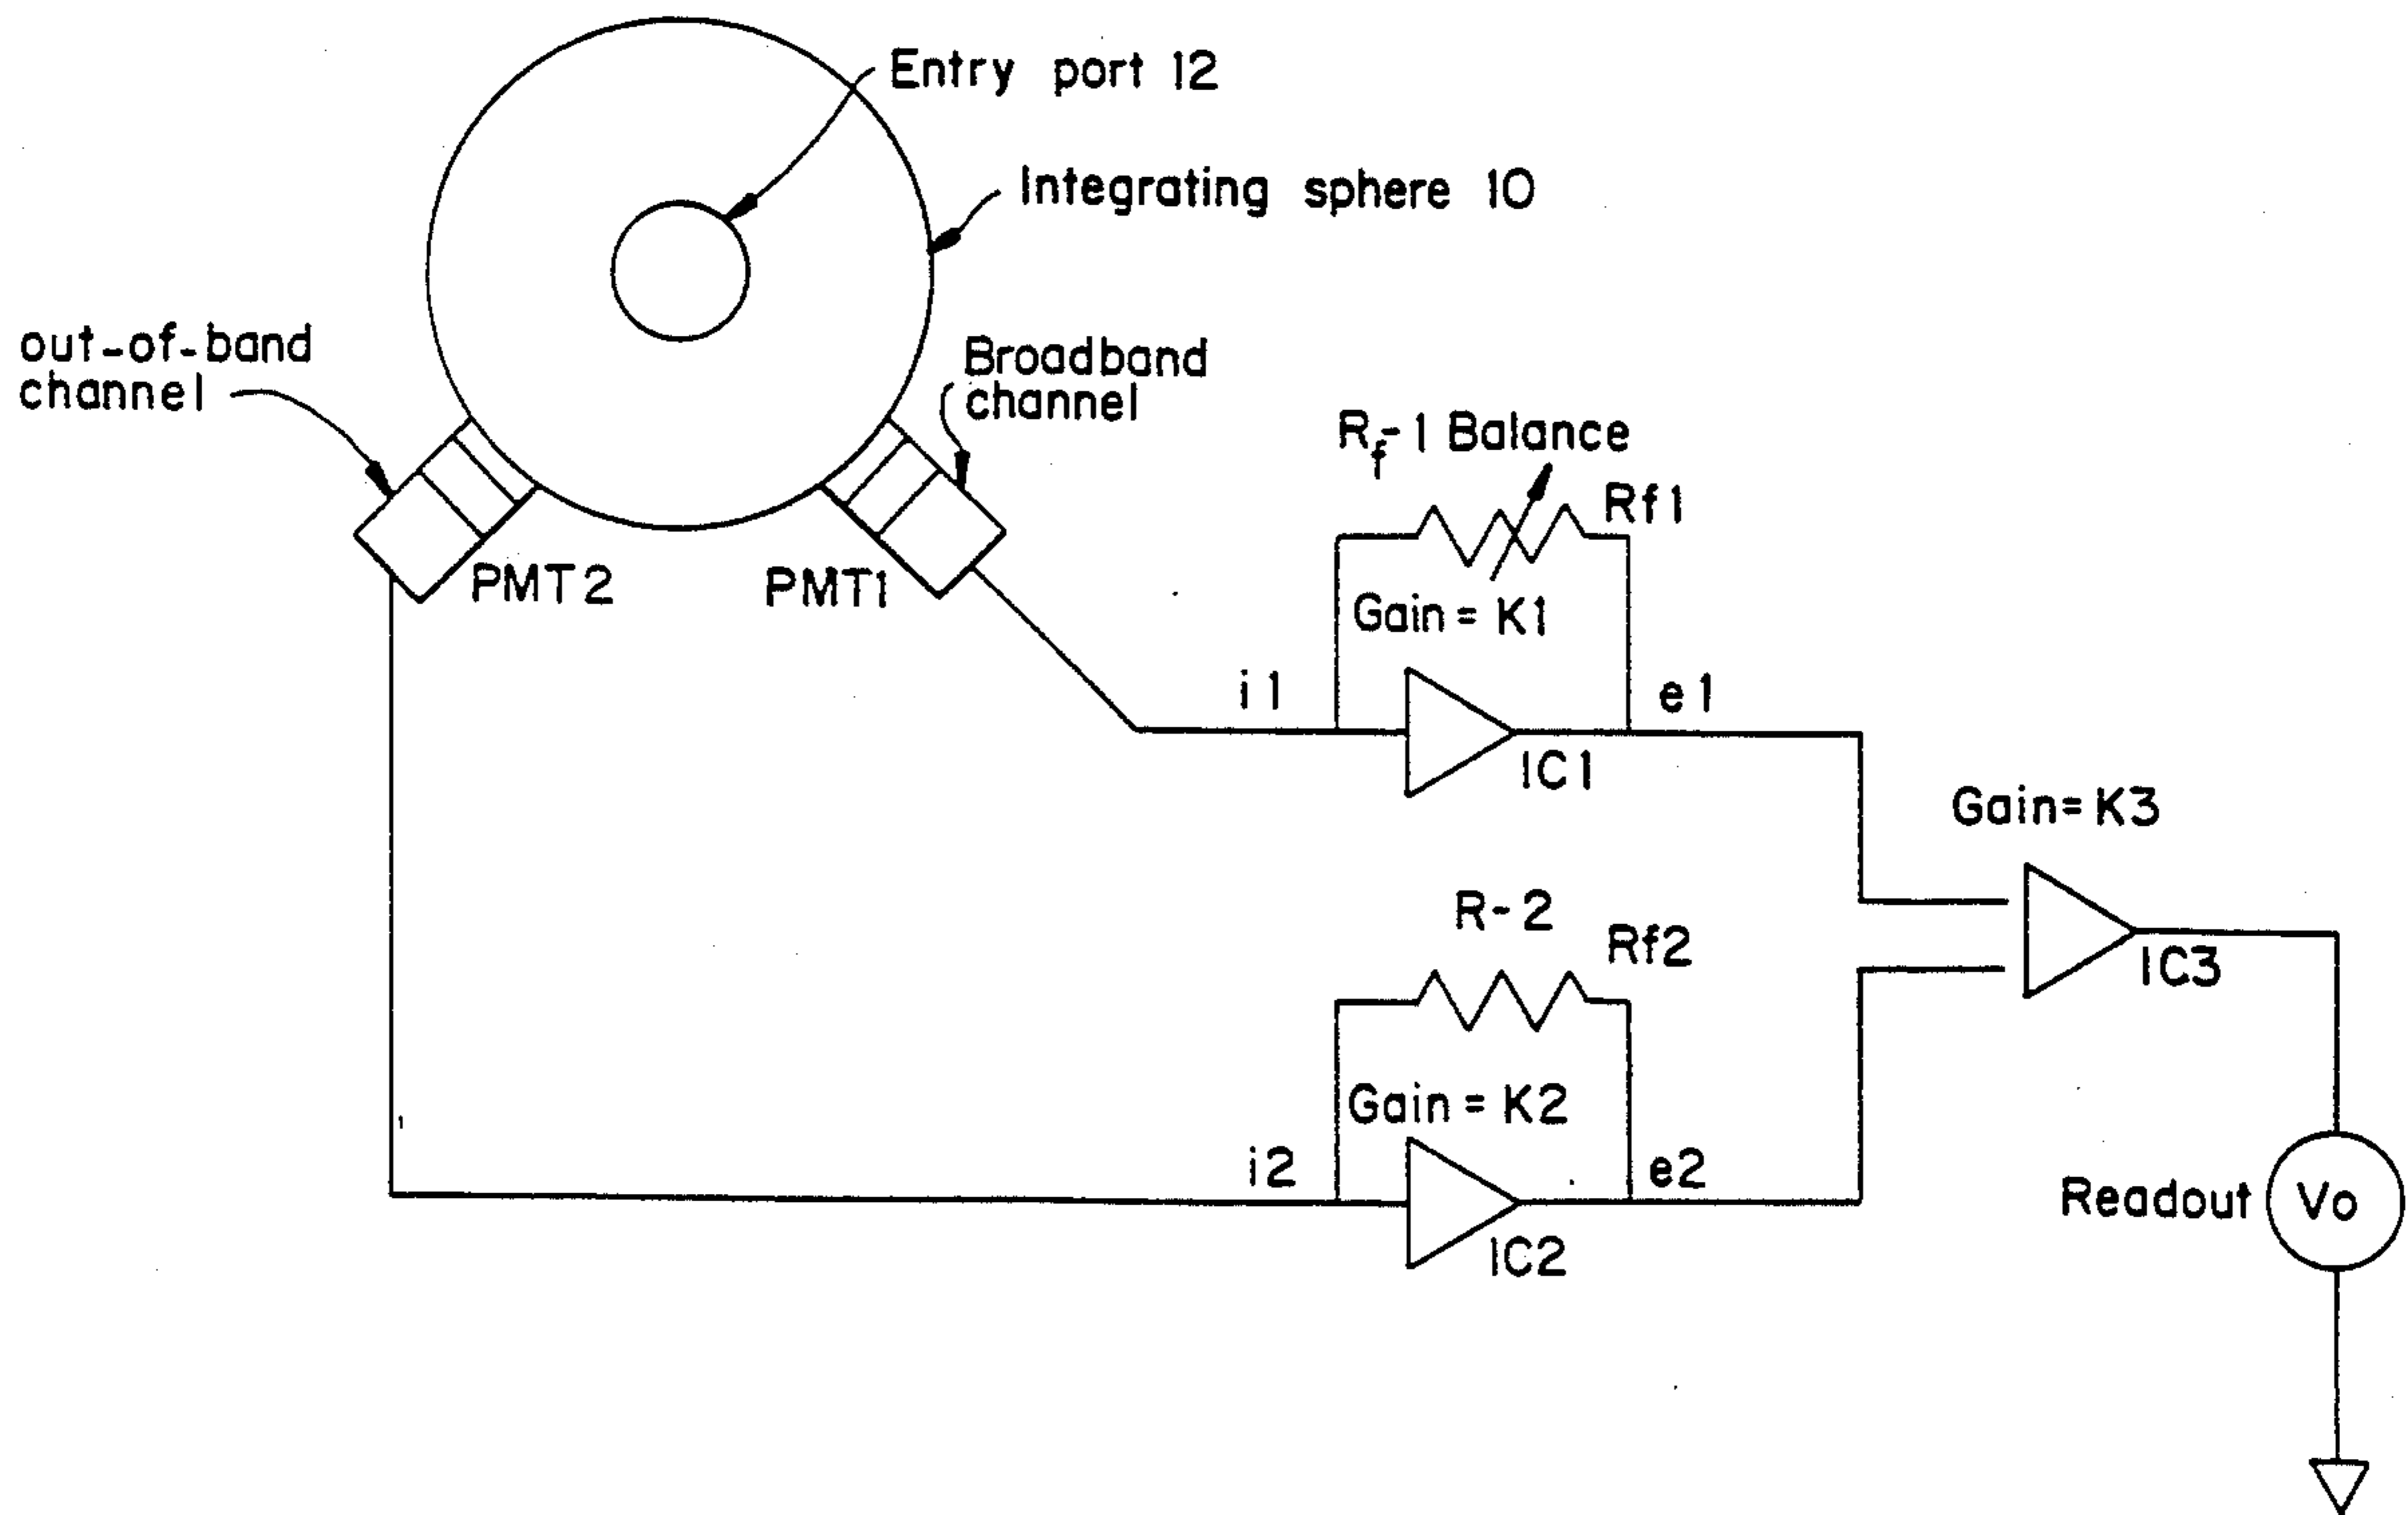 Entry port 12
Integrating sphere 10
out-of-band
channel
Broadband
channel
PMT2
PMT1
Rf-1 Balance
Rf1
Gain = K1
i1
e1
IC1
Gain=K3
IC3
R-2
Rf2
Gain = K2
i2
e2
IC2
Readout
Vo